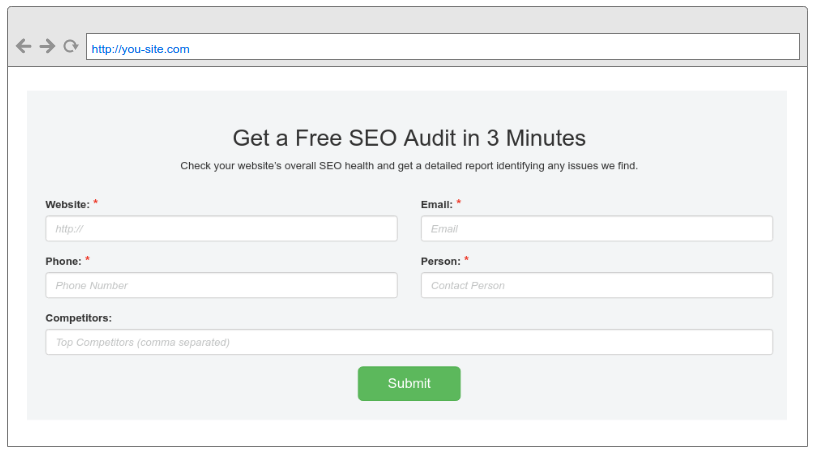 http://you-site.com
Get a Free SEO Audit in 3 Minutes
Check your website's overall SEO health and get a detailed report identifying any issues we find.
Website: * Email: *
http:// Email
Phone: * Person: *
Phone Number Contact Person
Competitors:
Top Competitors (comma separated)
Submit